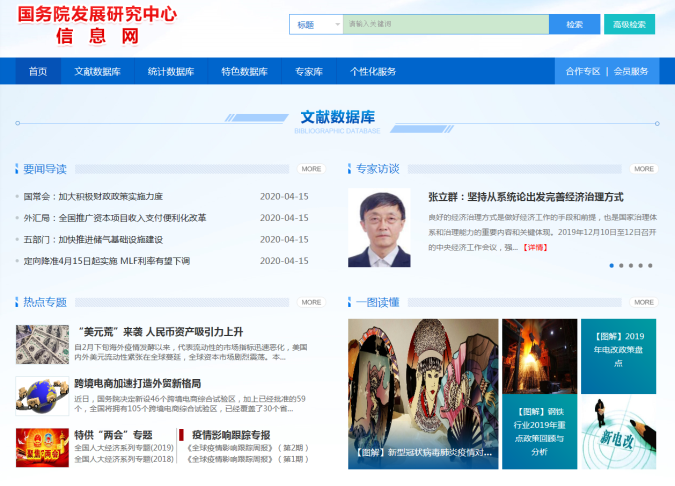 国务院发展研究中心
信息网
标题
请输入关键词
检索
高级检索
首页
文献数据库
统计数据库
特色数据库
专家库
个性化服务
合作专区 | 会员服务
文献数据库
BIBLIOGRAPHIC DATABASE
要闻导读
MORE
国常会：加大积极财政政策实施力度 2020-04-15
外汇局：全国推广资本项目收入支付便利化改革 2020-04-15
五部门：加快推进储气基础设施建设 2020-04-15
定向降准4月15日起实施 MLF利率有望下调 2020-04-15
专家访谈
MORE
张立群：坚持从系统论出发完善经济治理方式
良好的经济治理方式是做好经济工作的手段和前提，也是国家治理体
系和治理能力的重要内容和关键体现。2019年12月10日至12日召开
的中央经济工作会议，强... 【详情】
热点专题
MORE
“美元荒”来袭 人民币资产吸引力上升
自2月下旬海外疫情发酵以来，代表流动性的市场指标迅速恶化，美国
内外美元流动性紧张在全球蔓延，全球资本市场剧烈震荡。本...
跨境电商加速打造外贸新格局
近日，国务院决定新设46个跨境电商综合试验区，加上已经批准的59
个，全国将拥有105个跨境电商综合试验区，已经覆盖了30个省...
聚焦两会
特供“两会”专题
全国人大经济系列专题(2019)
全国人大经济系列专题(2018)
疫情影响跟踪专报
《全球疫情影响跟踪周报》（第2期）
《全球疫情影响跟踪周报》（第1期）
一图读懂
MORE
【图解】新型冠状病毒肺炎疫情对...
【图解】2019
年电改政策盘
点
【图解】钢铁
行业2019年重
点政策回顾与
分析
新电改